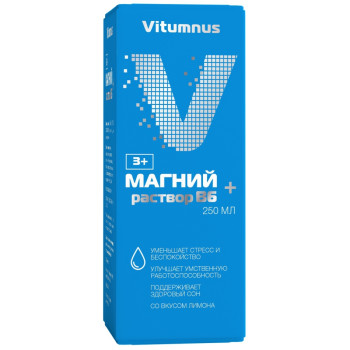 Vitumnus
V
3+
МАГНИЙ +
раствор В6
250 МЛ
УМЕНЬШАЕТ СТРЕСС И
БЕСПОКОЙСТВО
УЛУЧШАЕТ УМСТВЕННУЮ
РАБОТОСПОСОБНОСТЬ
ПОДДЕРЖИВАЕТ
ЗДОРОВЫЙ СОН
СО ВКУСОМ ЛИМОНА